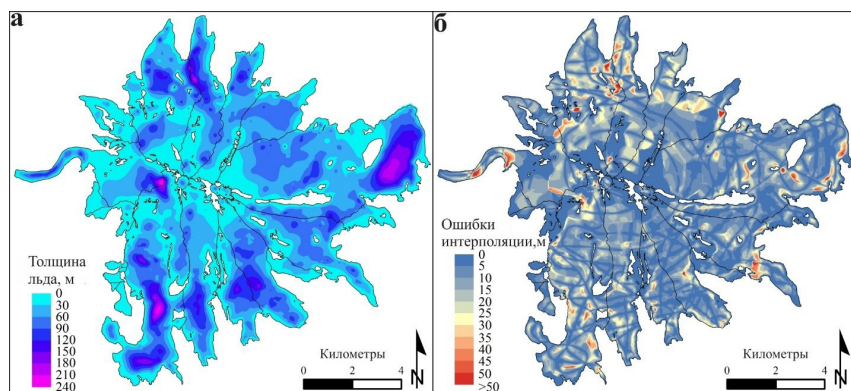 а
Толщина
льда, м
0
30
60
90
120
150
180
210
240
Километры
0 2 4
N
б
Ошибки
интерполяции,м
0
5
10
15
20
25
30
35
40
45
50
>50
Километры
0 2 4
N